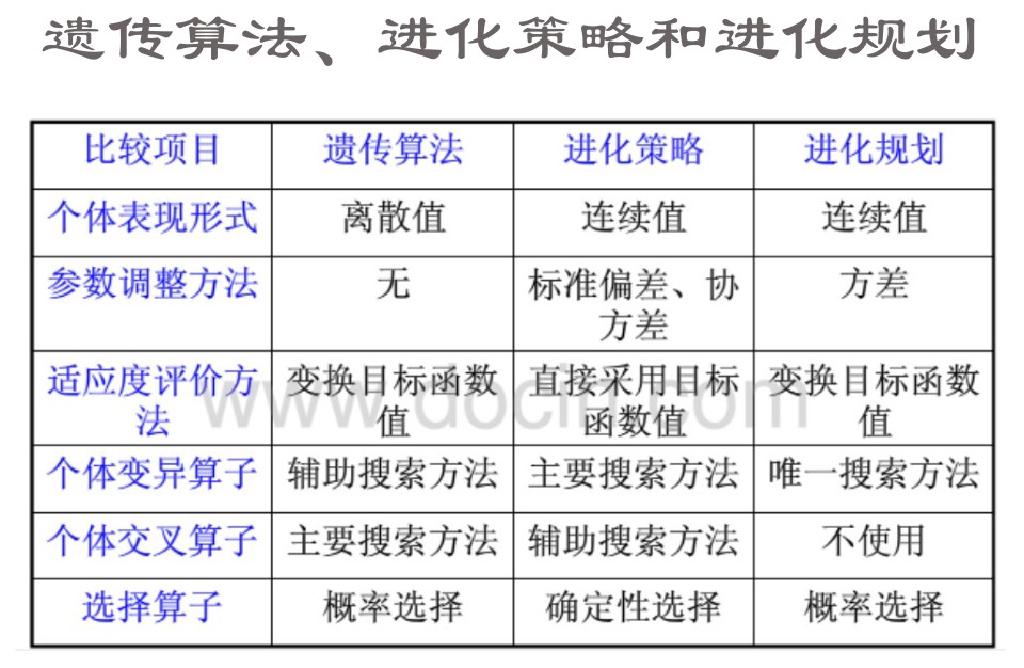 遗传算法、进化策略和进化规划
比较项目 遗传算法 进化策略 进化规划
个体表现形式 离散值 连续值 连续值
参数调整方法 无 标准偏差、协方差 方差
适应度评价方法 变换目标函数值 直接采用目标函数值 变换目标函数值
个体变异算子 辅助搜索方法 主要搜索方法 唯一搜索方法
个体交叉算子 主要搜索方法 辅助搜索方法 不使用
选择算子 概率选择 确定性选择 概率选择
www.docin.com